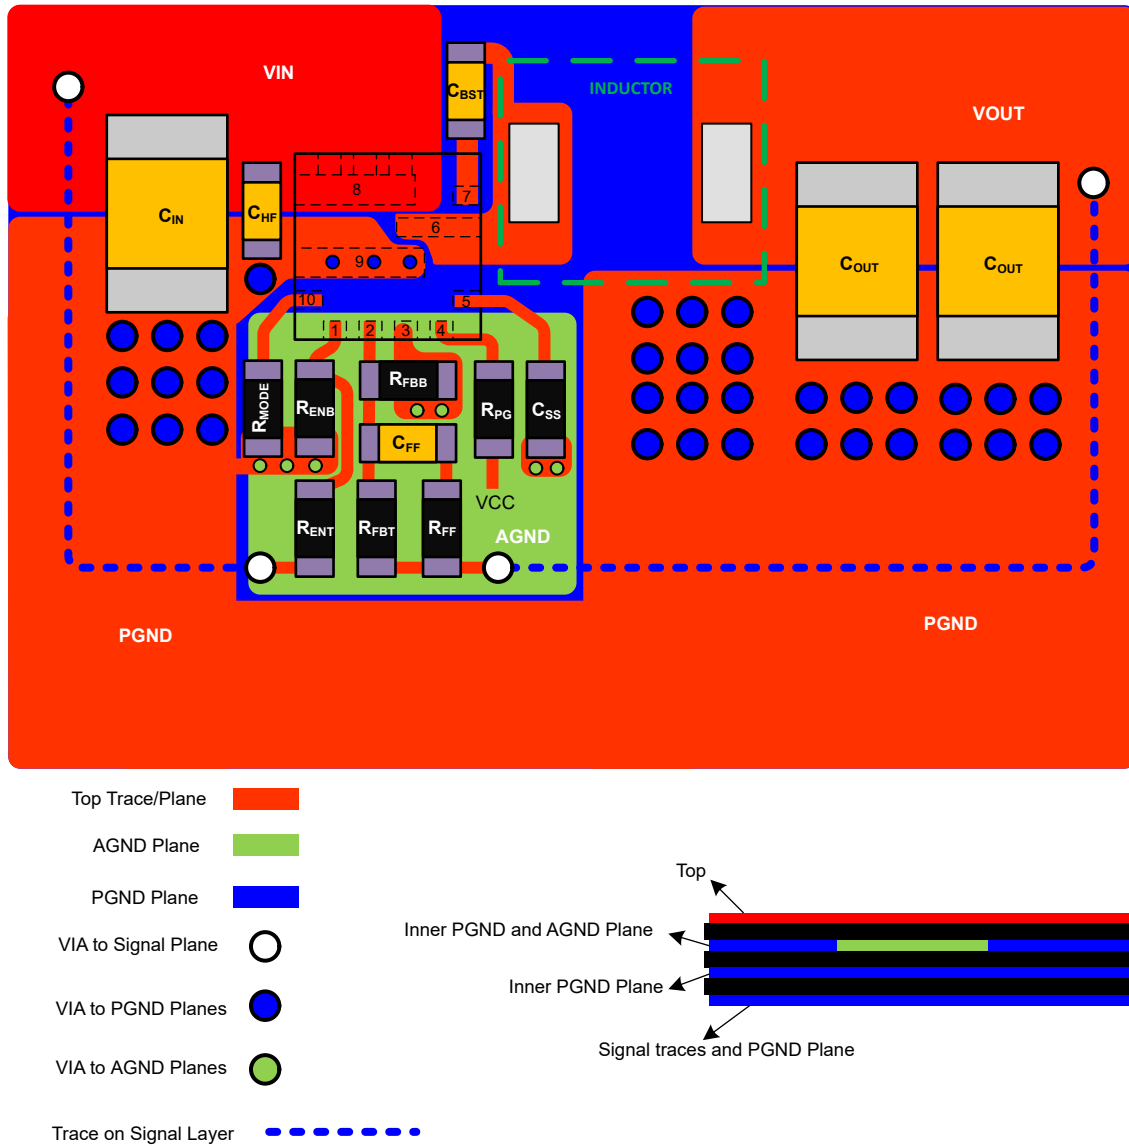 VIN
CBST
INDUCTOR
VOUT
CIN
CHF
8
7
6
9
10
5
1
2
3
4
COUT
COUT
RMODE
RENB
RFBB
RPG
CSS
CFF
RENT
RFBT
RFF
VCC
AGND
PGND
PGND
Top Trace/Plane
AGND Plane
PGND Plane
VIA to Signal Plane
VIA to PGND Planes
VIA to AGND Planes
Trace on Signal Layer
Top
Inner PGND and AGND Plane
Inner PGND Plane
Signal traces and PGND Plane